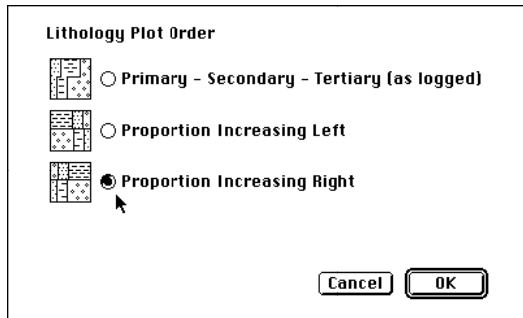 Lithology Plot Order
Primary - Secondary - Tertiary (as logged)
Proportion Increasing Left
Proportion Increasing Right
Cancel OK